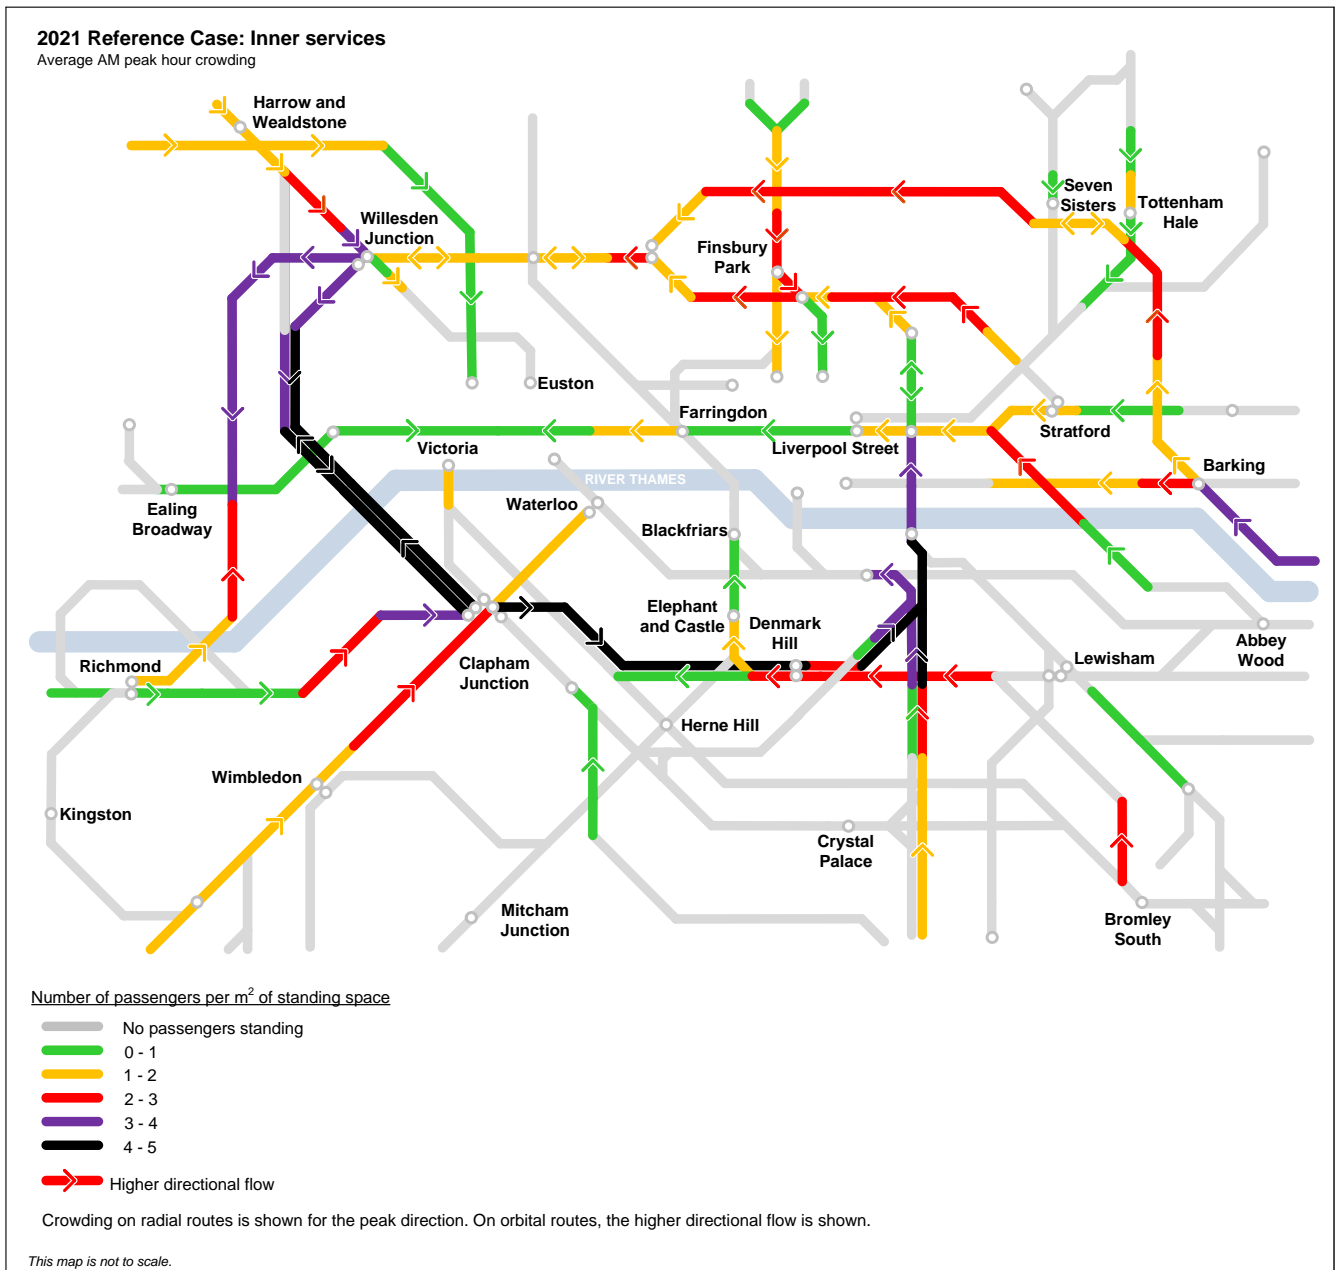 2021 Reference Case: Inner services
Average AM peak hour crowding
Harrow and
Wealdstone
Willesden
Junction
Finsbury
Park
Seven
Sisters
Tottenham
Hale
Euston
Farringdon
Victoria
Liverpool Street
Stratford
Barking
RIVER THAMES
Waterloo
Ealing
Broadway
Blackfriars
Elephant
and Castle
Denmark
Hill
Abbey
Wood
Richmond
Clapham
Junction
Lewisham
Herne Hill
Wimbledon
Kingston
Crystal
Palace
Mitcham
Junction
Bromley
South
Number of passengers per m2 of standing space
No passengers standing
0 - 1
1 - 2
2 - 3
3 - 4
4 - 5
Higher directional flow
Crowding on radial routes is shown for the peak direction. On orbital routes, the higher directional flow is shown.
This map is not to scale.